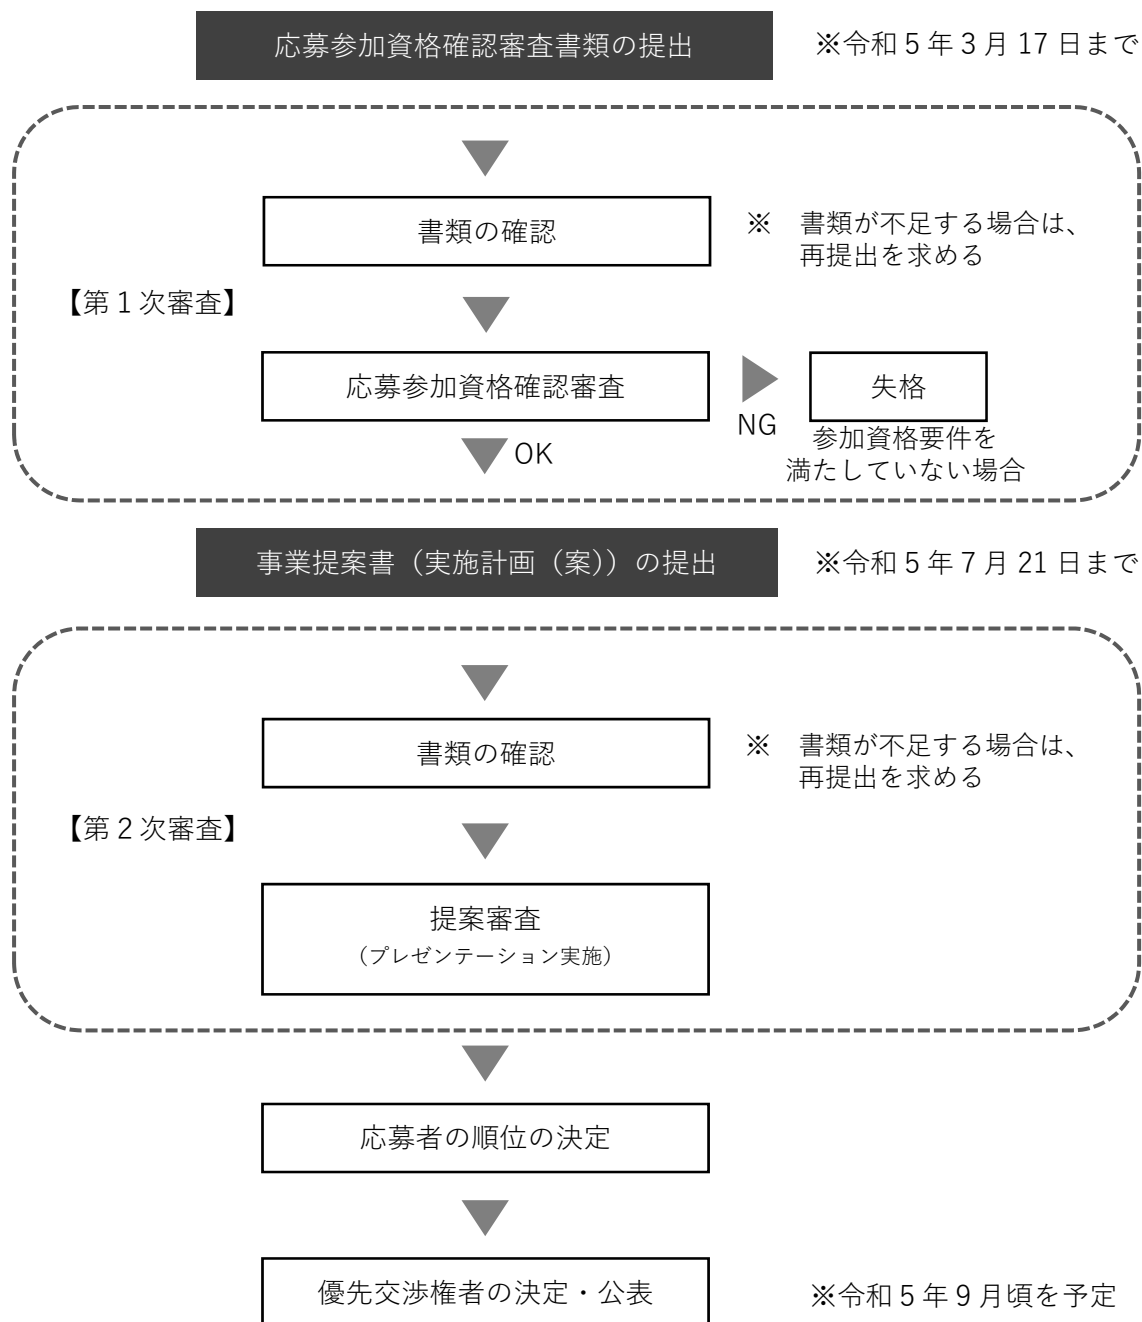 応募参加資格確認審査書類の提出
※令和５年３月 17 日まで
書類の確認
※　書類が不足する場合は、
再提出を求める
【第１次審査】
応募参加資格確認審査
NG
失格
参加資格要件を
満たしていない場合
OK
事業提案書（実施計画（案））の提出
※令和５年７月 21 日まで
書類の確認
※　書類が不足する場合は、
再提出を求める
【第２次審査】
提案審査
（プレゼンテーション実施）
応募者の順位の決定
優先交渉権者の決定・公表
※令和５年９月頃を予定